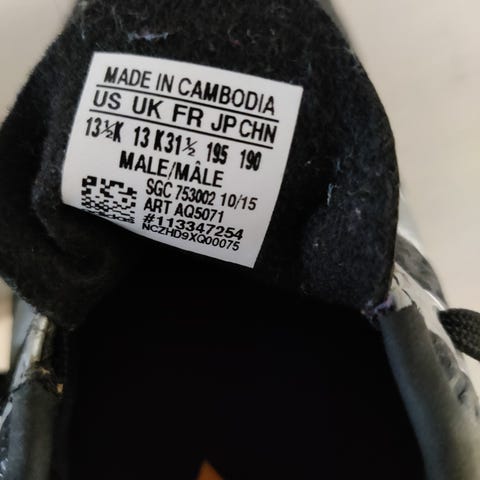 MADE IN CAMBODIA
US UK FR JP CHN
13½K 13 K31½ 195 190
MALE/MÂLE
SGC 753002 10/15
ART AQ5071
#113347254
NCZHD9XQ00075